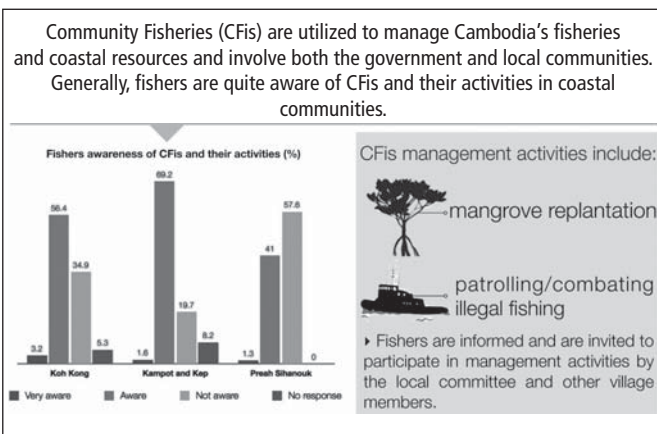 Community Fisheries (CFis) are utilized to manage Cambodia's fisheries
and coastal resources and involve both the government and local communities.
Generally, fishers are quite aware of CFis and their activities in coastal
communities.
Fishers awareness of CFis and their activities (%)
3.2
56.4
34.9
5.3
1.6
69.2
19.7
8.2
1.3
41
57.6
0
Koh Kong
Kampot and Kep
Preah Sihanouk
Very aware
Aware
Not aware
No response
CFis management activities include:
mangrove replantation
patrolling/combating
illegal fishing
▸ Fishers are informed and are invited to
participate in management activities by
the local committee and other village
members.